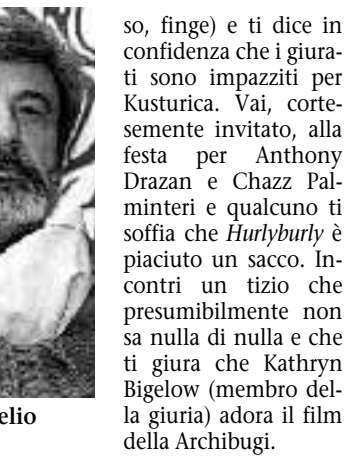 so, finge) e ti dice in
confidenza che i giura-
ti sono impazziti per
Kusturica. Vai, corte-
semente invitato, alla
festa per Anthony
Drazan e Chazz Pal-
minteri e qualcuno ti
soffia che Hurlyburly è
piaciuto un sacco. In-
contri un tizio che
presumibilmente non
sa nulla di nulla e che
ti giura che Kathryn
Bigelow (membro del-
la giuria) adora il film
della Archibugi.
elio